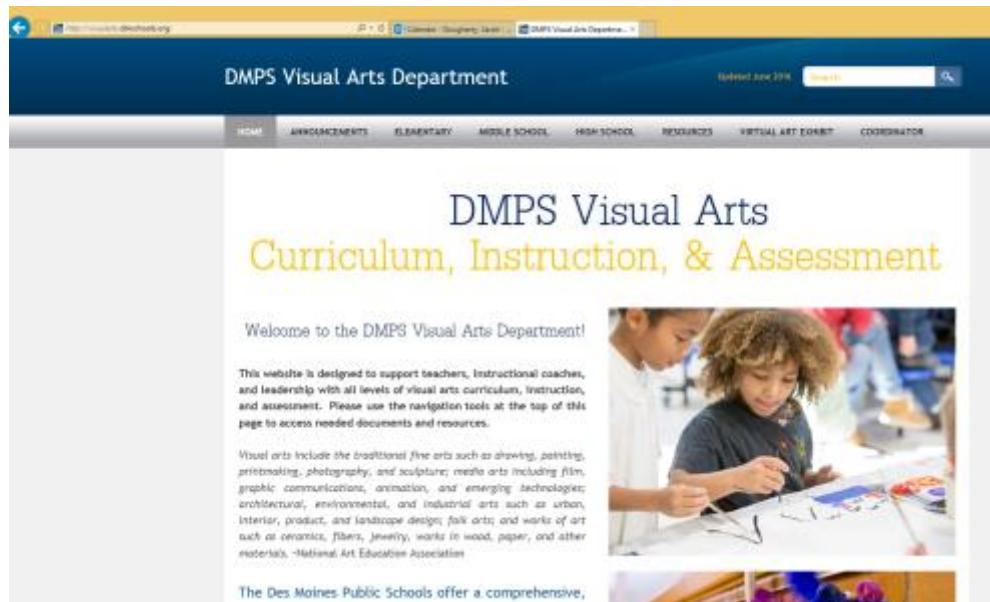 DMPS Visual Arts Departme...
DMPS Visual Arts Department
Updated June 2016
Search
HOME ANNOUNCEMENTS ELEMENTARY MIDDLE SCHOOL HIGH SCHOOL RESOURCES VIRTUAL ART EXHIBIT COORDINATOR
DMPS Visual Arts
Curriculum, Instruction, & Assessment
Welcome to the DMPS Visual Arts Department!
This website is designed to support teachers, instructional coaches,
and leadership with all levels of visual arts curriculum, instruction,
and assessment. Please use the navigation tools at the top of this
page to access needed documents and resources.
Visual arts include the traditional fine arts such as drawing, painting,
printmaking, photography, and sculpture; media arts including film,
graphic communications, animation, and emerging technologies;
architectural, environmental, and industrial arts such as urban,
interior, product, and landscape design; folk arts; and works of art
such as ceramics, fibers, jewelry, works in wood, paper, and other
materials. ~National Art Education Association
The Des Moines Public Schools offer a comprehensive,